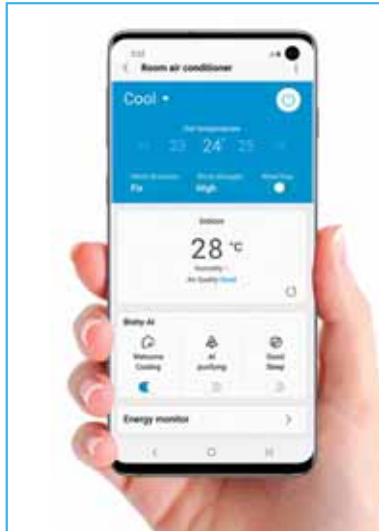 Room air conditioner
Cool
Set temperature
23 24° 25
Wind direction Wind strength Wind-Free
Fix High
Indoor
28 °C
Humidity
Air Quality Good
Bixby AI
Welcome AI Good
Cooling purifying Sleep
Energy monitor